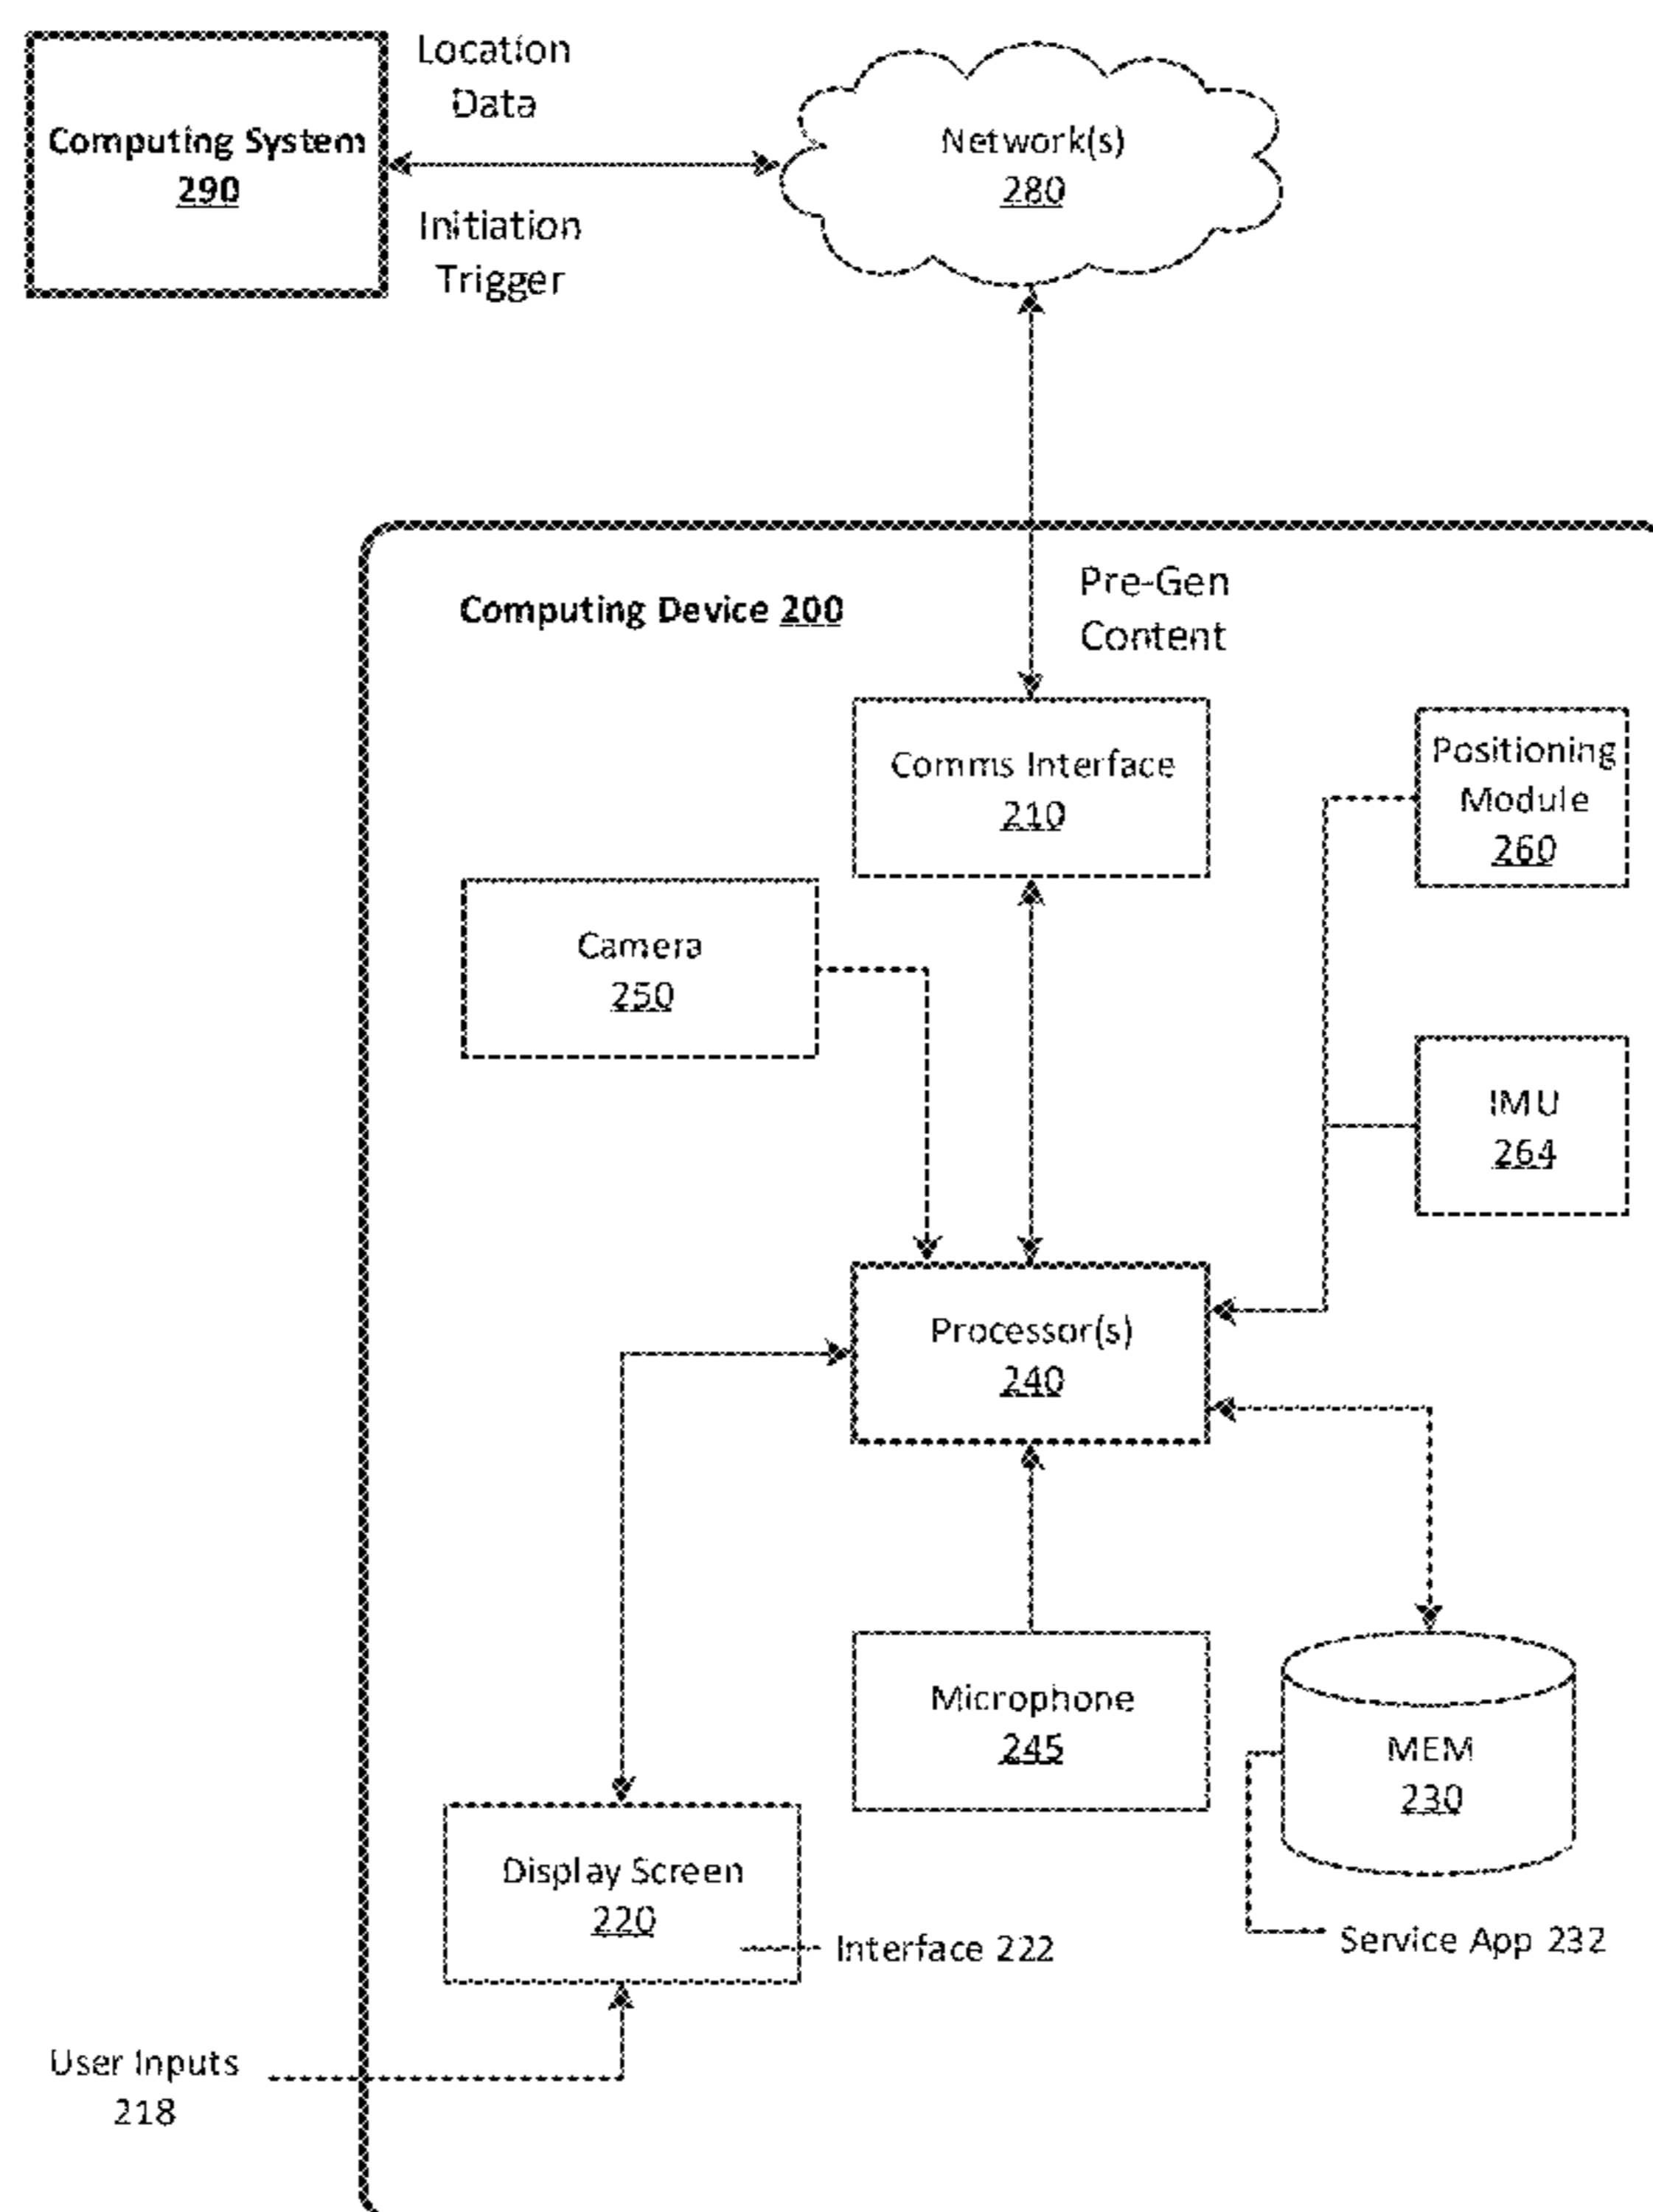 Location
Data
Computing System
290
Initiation
Trigger
Network(s)
280
Computing Device 200
Pre-Gen
Content
Comms Interface
210
Positioning
Module
260
Camera
250
IMU
264
Processor(s)
240
Microphone
245
MEM
230
Display Screen
220
Interface 222
Service App 232
User Inputs
218